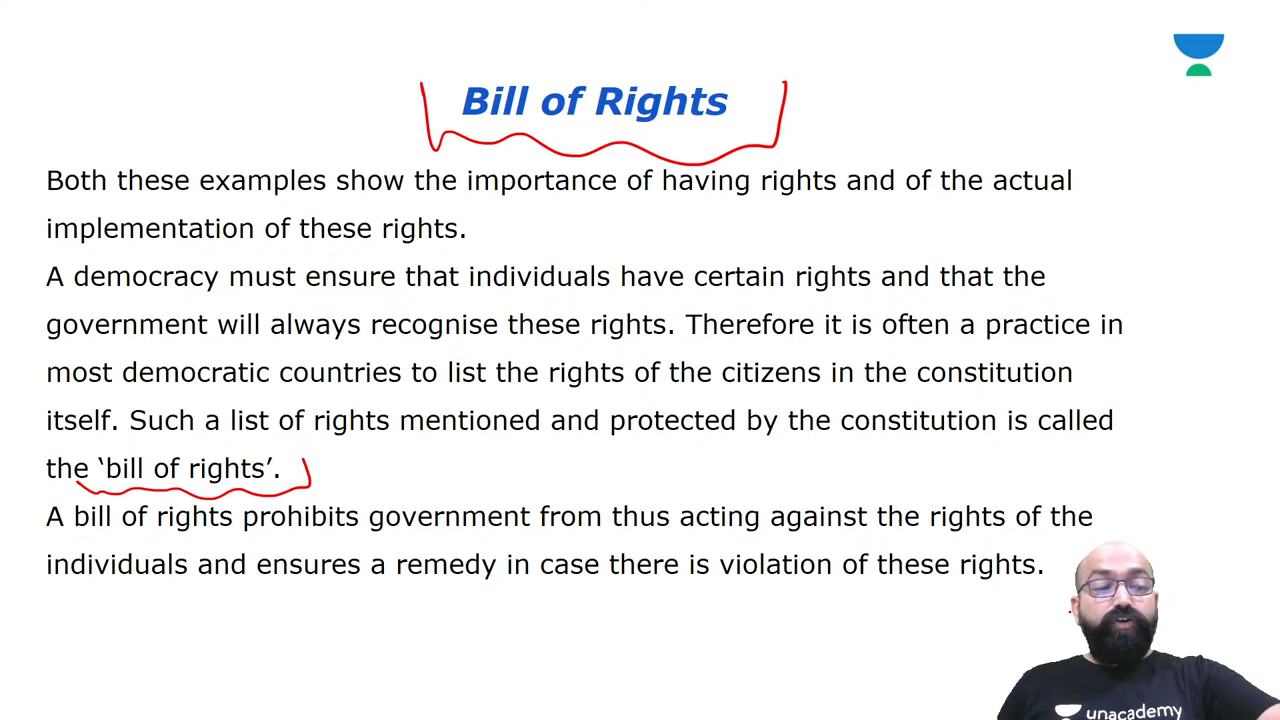 Bill of Rights
Both these examples show the importance of having rights and of the actual
implementation of these rights.
A democracy must ensure that individuals have certain rights and that the
government will always recognise these rights. Therefore it is often a practice in
most democratic countries to list the rights of the citizens in the constitution
itself. Such a list of rights mentioned and protected by the constitution is called
the ‘bill of rights’.
A bill of rights prohibits government from thus acting against the rights of the
individuals and ensures a remedy in case there is violation of these rights.
unacademy